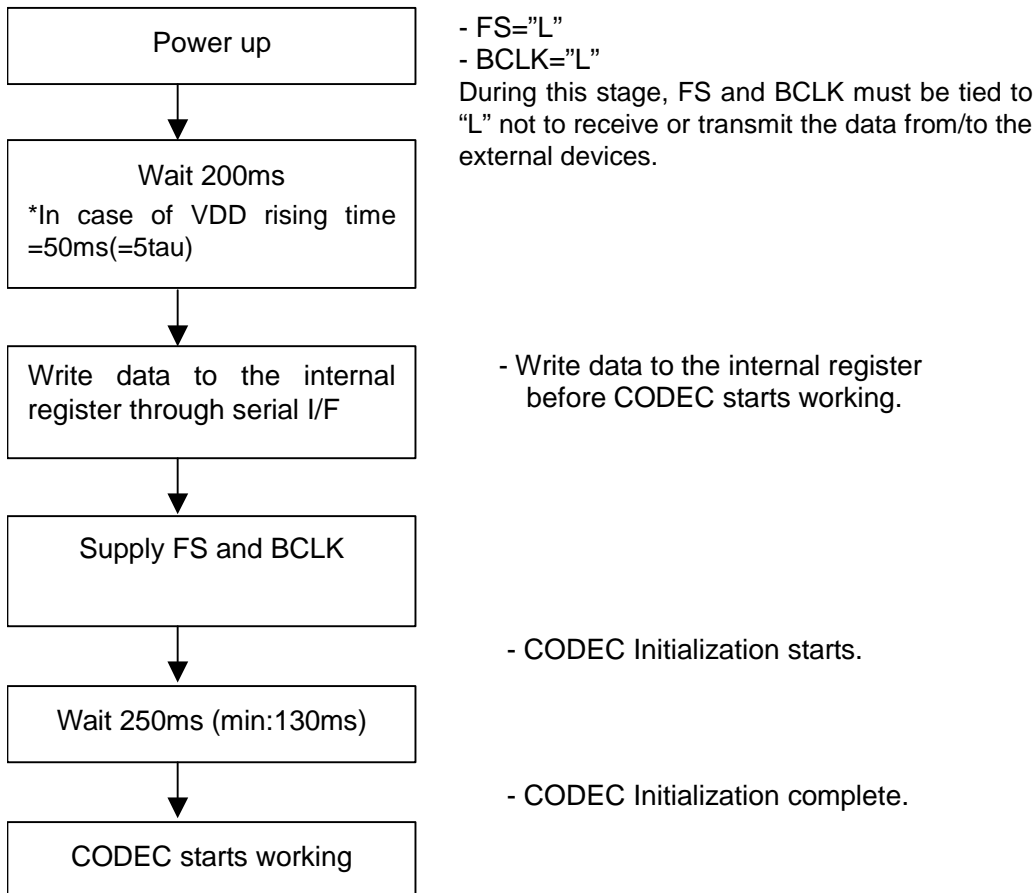 Power up
- FS=”L”
- BCLK=”L”
During this stage, FS and BCLK must be tied to
“L” not to receive or transmit the data from/to the
external devices.
Wait 200ms
*In case of VDD rising time
=50ms(=5tau)
Write data to the internal
register through serial I/F
- Write data to the internal register
before CODEC starts working.
Supply FS and BCLK
- CODEC Initialization starts.
Wait 250ms (min:130ms)
- CODEC Initialization complete.
CODEC starts working